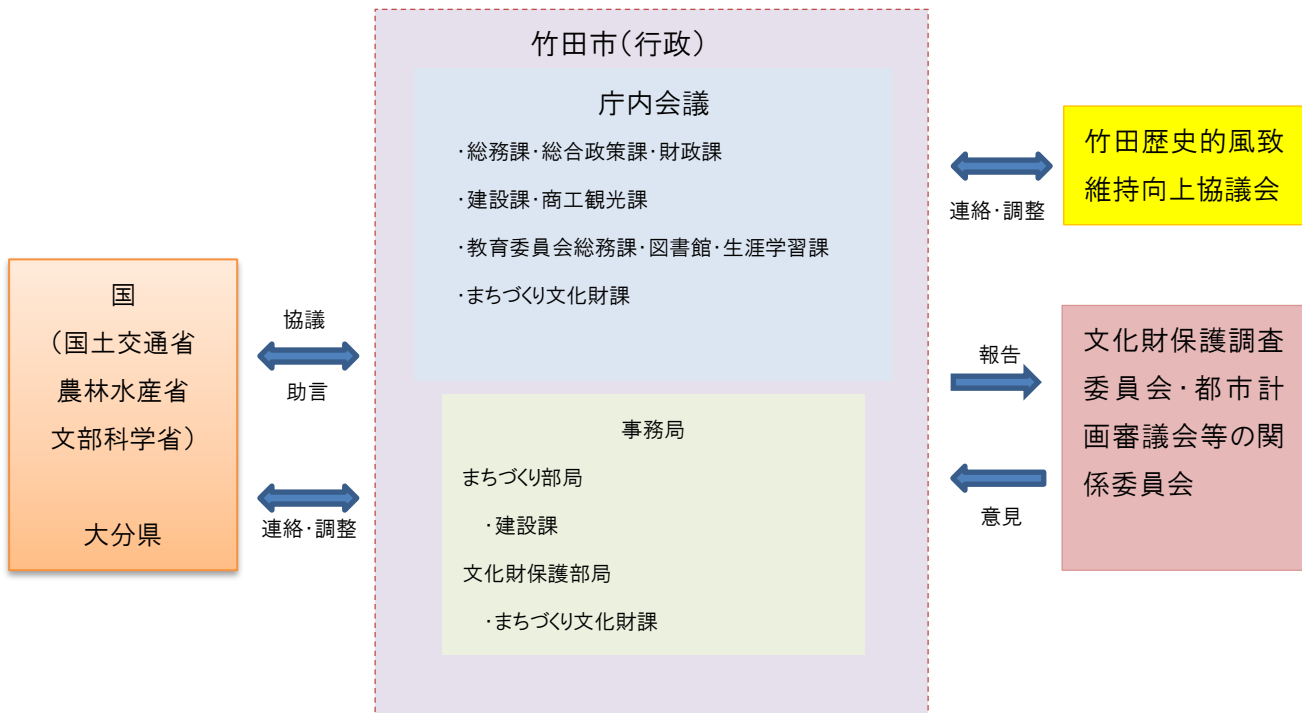 竹田市（行政）
庁内会議
・総務課・総合政策課・財政課
・建設課・商工観光課
・教育委員会総務課・図書館・生涯学習課
・まちづくり文化財課
事務局
まちづくり部局
・建設課
文化財保護部局
・まちづくり文化財課
国
（国土交通省
農林水産省
文部科学省）
大分県
協議
助言
連絡・調整
竹田歴史的風致
維持向上協議会
連絡・調整
報告
意見
文化財保護調査
委員会・都市計
画審議会等の関
係委員会